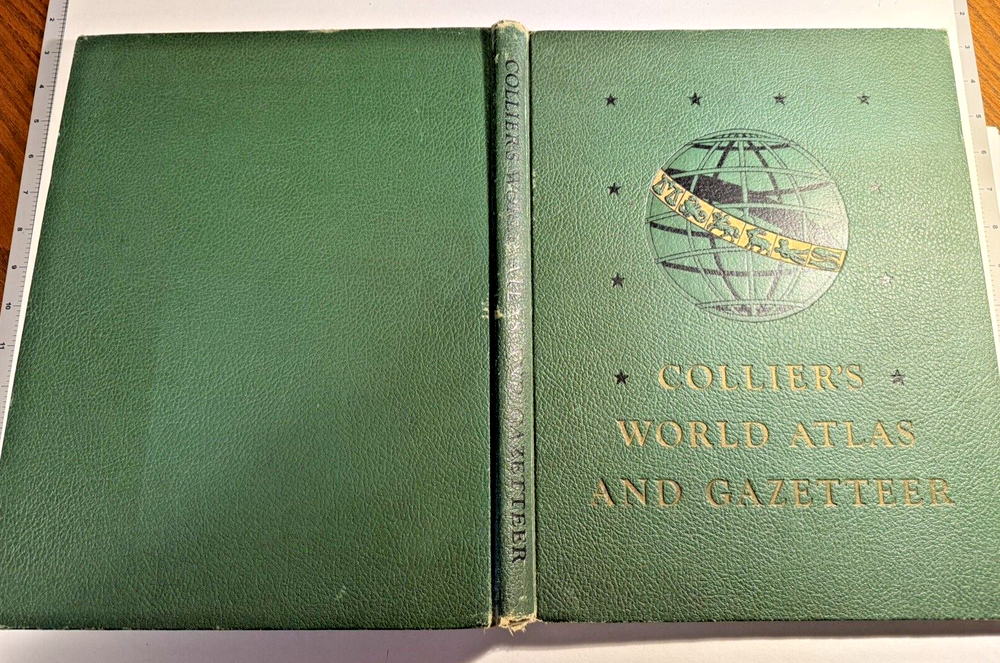 COLLIER'S WORLD ATLAS AND GAZETTEER
COLLIER'S
WORLD ATLAS
AND GAZETTEER